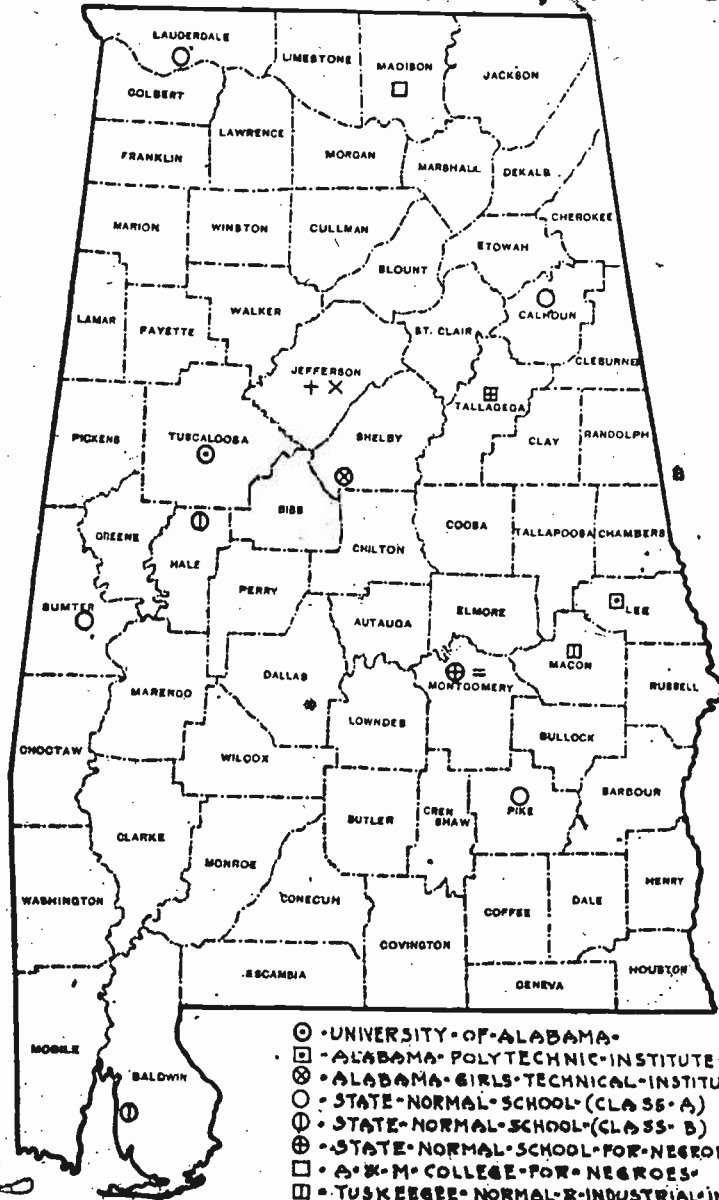 LAUDERDALE
LIMESTONE
MADISON
JACKSON
COLBERT
LAWRENCE
FRANKLIN
MORGAN
MARSHALL
DEKALB
CHEROKEE
MARION
WINSTON
CULLMAN
ETOWAH
BLOUNT
LAMAR
FAYETTE
WALKER
ST. CLAIR
CALHOUN
CLEBURNE
JEFFERSON
TALLADEGA
PICKENS
TUSCALOOSA
SHELBY
CLAY
RANDOLPH
BIBB
GREENE
HALE
CHILTON
COOSA
TALLAPOOSA
CHAMBERS
PERRY
SUMTER
AUTAUGA
ELMORE
LEE
MACON
DALLAS
MONTGOMERY
RUSSELL
MARENGO
LOWNDES
BULLOCK
CHOCTAW
WILCOX
BARBOUR
CLARKE
BUTLER
CREN
SHAW
PIKE
MONROE
WASHINGTON
CONECUH
COFFEE
DALE
HENRY
COVINGTON
ESCAMBIA
GENEVA
HOUSTON
MOBILE
BALDWIN
UNIVERSITY-OF-ALABAMA-
ALABAMA-POLYTECHNIC-INSTITUTE
ALABAMA-GIRLS-TECHNICAL-INSTITU
STATE-NORMAL-SCHOOL-(CLASS-A)
STATE-NORMAL-SCHOOL-(CLASS-B)
STATE-NORMAL-SCHOOL-FOR-NEGROE
A-&-M-COLLEGE-FOR-NEGROES-
TUSKEEGEE-NORMAL-&-INDUSTRIAL-I